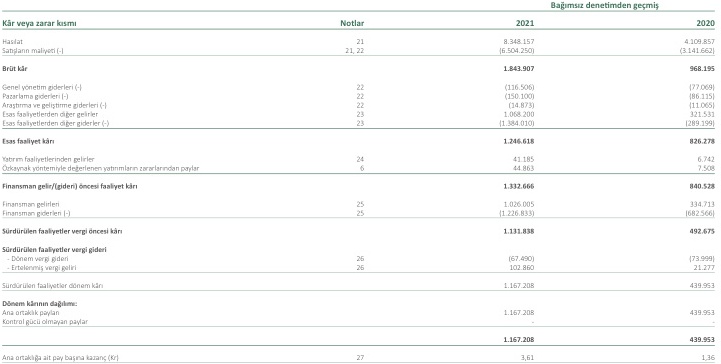 Bağımsız denetimden geçmiş
Kâr veya zarar kısmı Notlar 2021 2020
Hasılat 21 8.348.157 4.109.857
Satışların maliyeti (-) 21, 22 (6.504.250) (3.141.662)
Brüt kâr 1.843.907 968.195
Genel yönetim giderleri (-) 22 (116.506) (77.069)
Pazarlama giderleri (-) 22 (150.100) (86.115)
Araştırma ve geliştirme giderleri (-) 22 (14.873) (11.065)
Esas faaliyetlerden diğer gelirler 23 1.068.200 321.531
Esas faaliyetlerden diğer giderler (-) 23 (1.384.010) (289.199)
Esas faaliyet kârı 1.246.618 826.278
Yatırım faaliyetlerinden gelirler 24 41.185 6.742
Özkaynak yöntemiyle değerlenen yatırımların zararlarından paylar 6 44.863 7.508
Finansman gelir/(gideri) öncesi faaliyet kârı 1.332.666 840.528
Finansman gelirleri 25 1.026.005 334.713
Finansman giderleri (-) 25 (1.226.833) (682.566)
Sürdürülen faaliyetler vergi öncesi kârı 1.131.838 492.675
Sürdürülen faaliyetler vergi gideri
- Dönem vergi gideri 26 (67.490) (73.999)
- Ertelenmiş vergi geliri 26 102.860 21.277
Sürdürülen faaliyetler dönem kârı 1.167.208 439.953
Dönem kârının dağılımı:
Ana ortaklık payları 1.167.208 439.953
Kontrol gücü olmayan paylar - -
1.167.208 439.953
Ana ortaklığa ait pay başına kazanç (Kr) 27 3,61 1,36